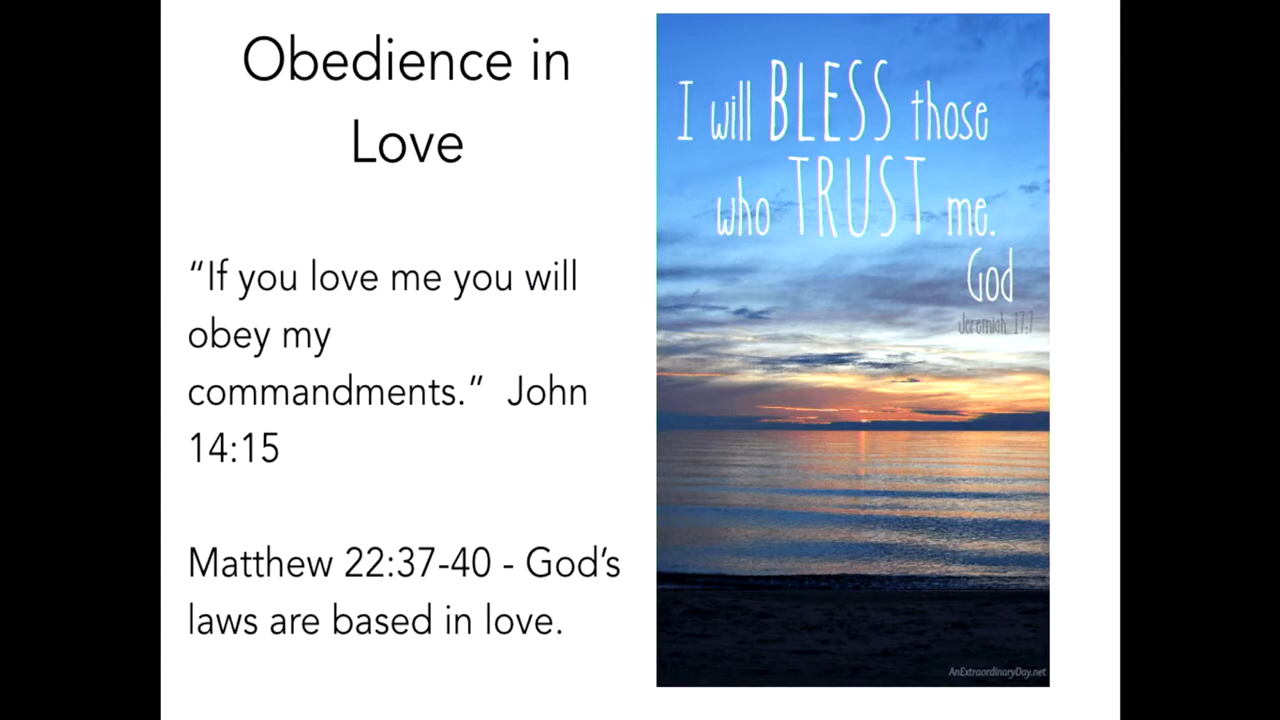 Obedience in
Love
“If you love me you will
obey my
commandments.”  John
14:15
Matthew 22:37-40 - God’s
laws are based in love.
I will BLESS those
who TRUST me.
God
Jeremiah 17:7
AnExtraordinaryDay.net